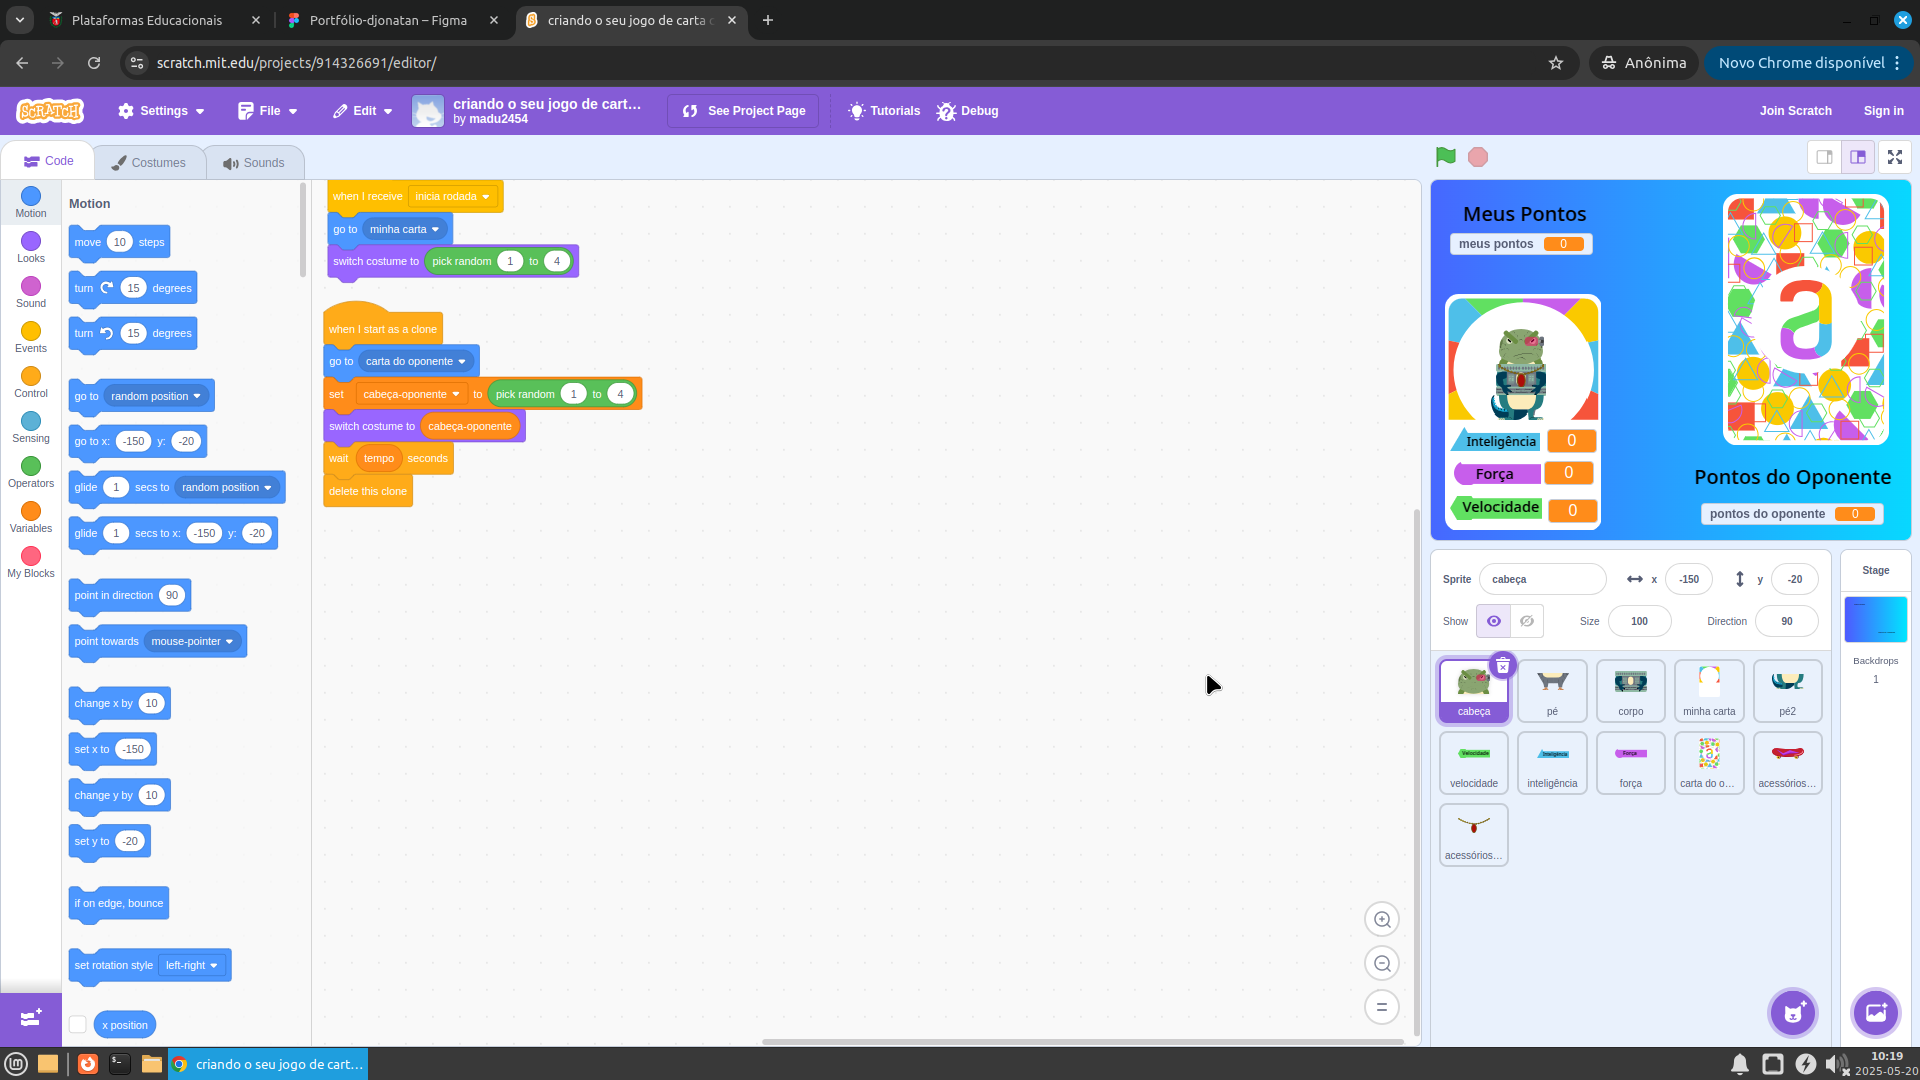 Plataformas Educacionais
Portfólio-djonatan – Figma
criando o seu jogo de carta
scratch.mit.edu/projects/914326691/editor/
Anônima
Novo Chrome disponível
SCRATCH
Settings
File
Edit
criando o seu jogo de cart...
by madu2454
See Project Page
Tutorials
Debug
Join Scratch
Sign in
Code
Costumes
Sounds
Motion
Looks
Sound
Events
Control
Sensing
Operators
Variables
My Blocks
Motion
move 10 steps
turn 15 degrees
turn 15 degrees
go to random position
go to x: -150 y: -20
glide 1 secs to random position
glide 1 secs to x: -150 y: -20
point in direction 90
point towards mouse-pointer
change x by 10
set x to -150
change y by 10
set y to -20
if on edge, bounce
set rotation style left-right
x position
when I receive inicia rodada
go to minha carta
switch costume to pick random 1 to 4
when I start as a clone
go to carta do oponente
set cabeça-oponente to pick random 1 to 4
switch costume to cabeça-oponente
wait tempo seconds
delete this clone
Meus Pontos
meus pontos 0
Inteligência 0
Força 0
Velocidade 0
a
Pontos do Oponente
pontos do oponente 0
Sprite cabeça x -150 y -20
Show Size 100 Direction 90
cabeça
pé
corpo
minha carta
pé2
velocidade
inteligência
força
carta do o...
acessórios...
acessórios...
Velocidade
Inteligência
Força
Stage
Backdrops
1
criando o seu jogo de cart...
10:19
2025-05-20